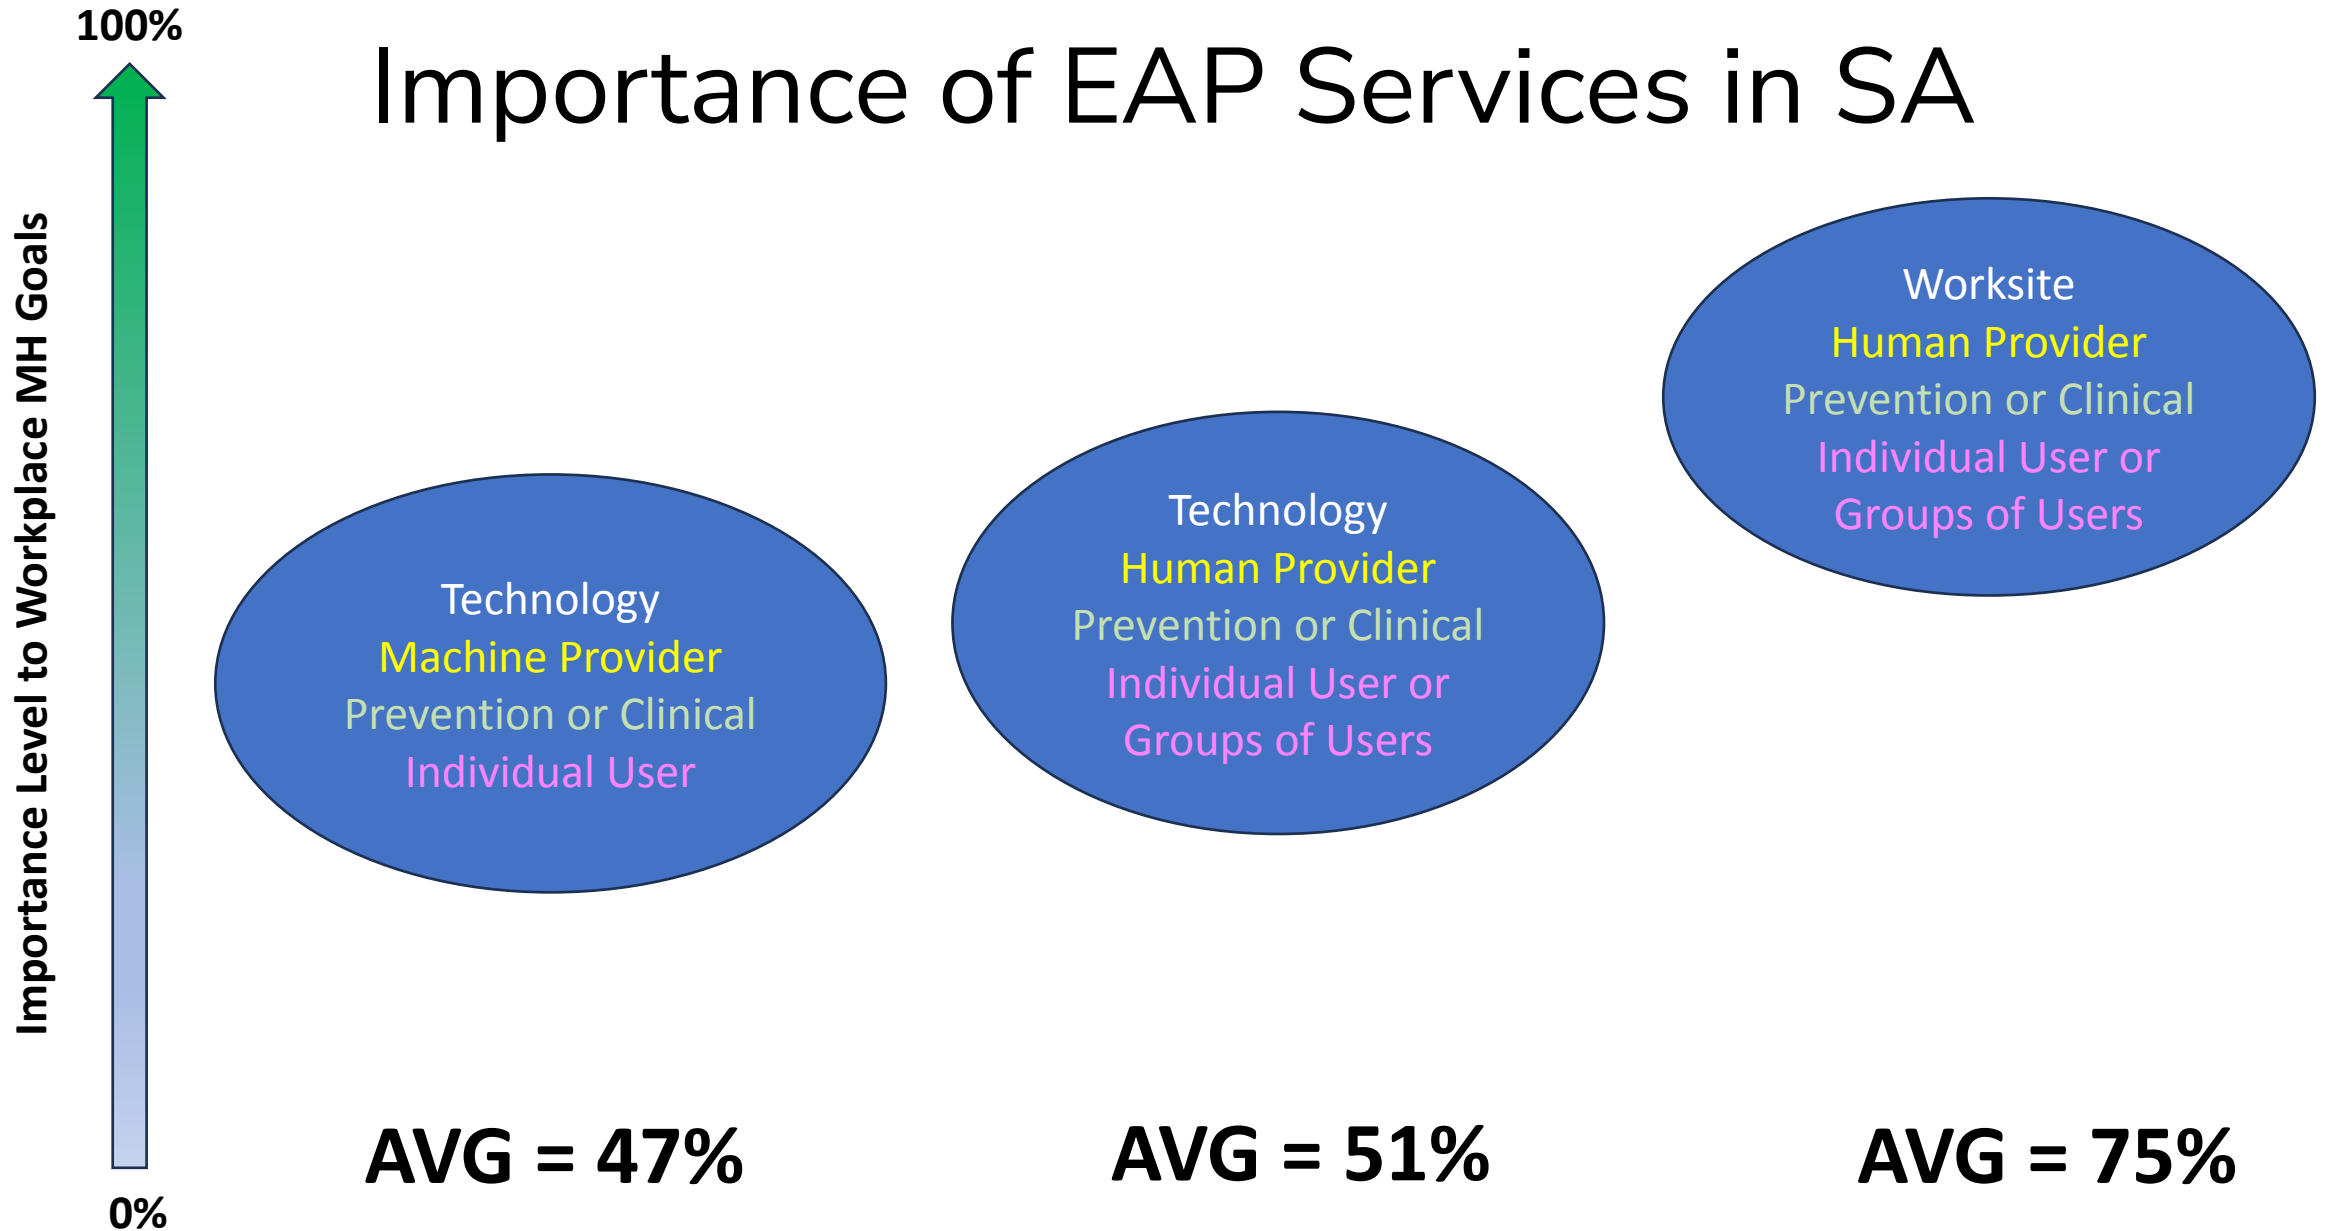 100%
Importance of EAP Services in SA
Importance Level to Workplace MH Goals
Technology
Machine Provider
Prevention or Clinical
Individual User
Technology
Human Provider
Prevention or Clinical
Individual User or
Groups of Users
Worksite
Human Provider
Prevention or Clinical
Individual User or
Groups of Users
AVG = 47%
AVG = 51%
AVG = 75%
0%